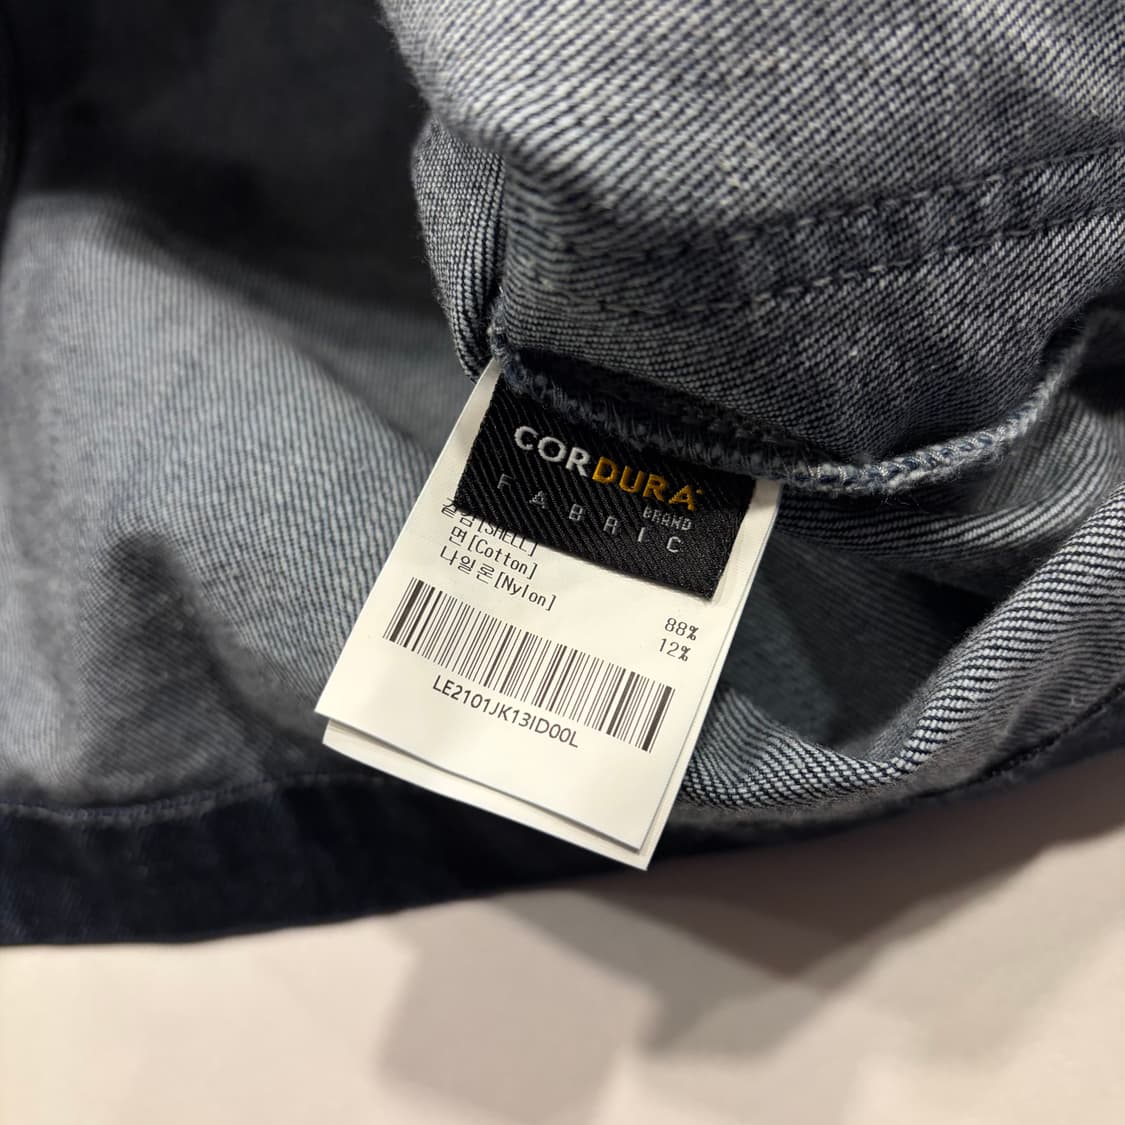 CORDURA
BRAND
FABRIC
겉감[SHELL]
면[Cotton]
나일론[Nylon]
88%
12%
LE2101JK13ID00L